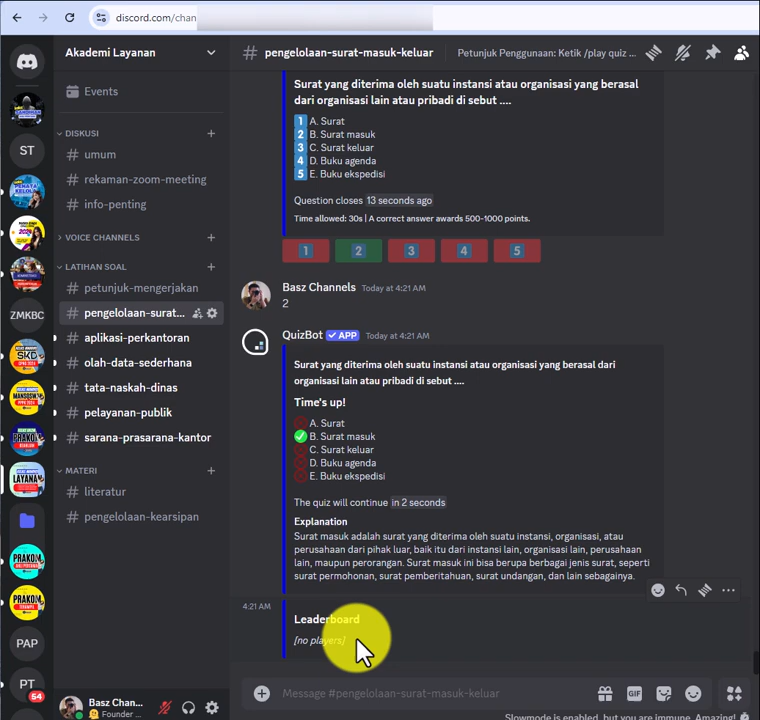 discord.com/chan
Akademi Layanan
# pengelolaan-surat-masuk-keluar
Petunjuk Penggunaan: Ketik /play quiz ...
Events
DISKUSI
# umum
# rekaman-zoom-meeting
# info-penting
VOICE CHANNELS
LATIHAN SOAL
# petunjuk-mengerjakan
# pengelolaan-surat...
# aplikasi-perkantoran
# olah-data-sederhana
# tata-naskah-dinas
# pelayanan-publik
# sarana-prasarana-kantor
MATERI
# literatur
# pengelolaan-kearsipan
ST
ZMKBC
PAP
PT
54
Basz Chan...
Founder ...
Surat yang diterima oleh suatu instansi atau organisasi yang berasal
dari organisasi lain atau pribadi di sebut ....
1 A. Surat
2 B. Surat masuk
3 C. Surat keluar
4 D. Buku agenda
5 E. Buku ekspedisi
Question closes 13 seconds ago
Time allowed: 30s | A correct answer awards 500-1000 points.
1 2 3 4 5
Basz Channels Today at 4:21 AM
2
QuizBot ✓ APP Today at 4:21 AM
Surat yang diterima oleh suatu instansi atau organisasi yang berasal dari
organisasi lain atau pribadi di sebut ....
Time's up!
A. Surat
B. Surat masuk
C. Surat keluar
D. Buku agenda
E. Buku ekspedisi
The quiz will continue in 2 seconds
Explanation
Surat masuk adalah surat yang diterima oleh suatu instansi, organisasi, atau
perusahaan dari pihak luar, baik itu dari instansi lain, organisasi lain, perusahaan
lain, maupun perorangan. Surat masuk ini bisa berupa berbagai jenis surat, seperti
surat permohonan, surat pemberitahuan, surat undangan, dan lain sebagainya.
4:21 AM
Leaderboard
[no players]
Message #pengelolaan-surat-masuk-keluar
GIF
Slowmode is enabled, but you are immune. Amazing!